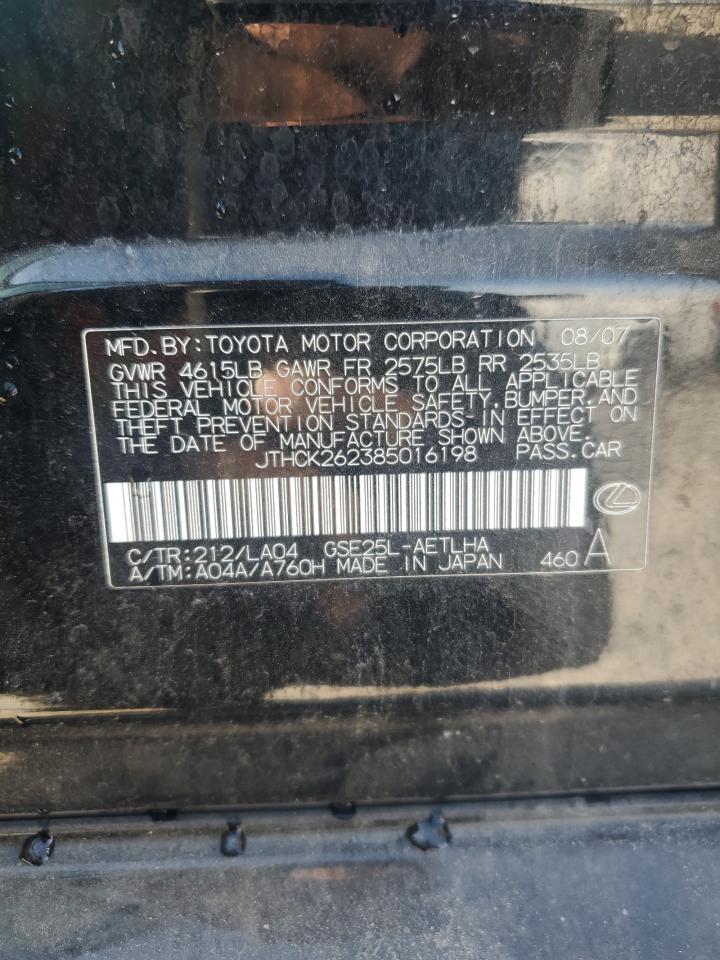 MFD.BY:TOYOTA MOTOR CORPORATION 08/07
GVWR 4615LB GAWR FR 2575LB RR 2535LB
THIS VEHICLE CONFORMS TO ALL APPLICABLE
FEDERAL MOTOR VEHICLE SAFETY,BUMPER,AND
THEFT PREVENTION STANDARDS IN EFFECT ON
THE DATE OF MANUFACTURE SHOWN ABOVE.
JTHCK262385016198 PASS.CAR
C/TR:212/LA04 GSE25L-AETLHA
A/TM:A04A/A760H MADE IN JAPAN 460 A